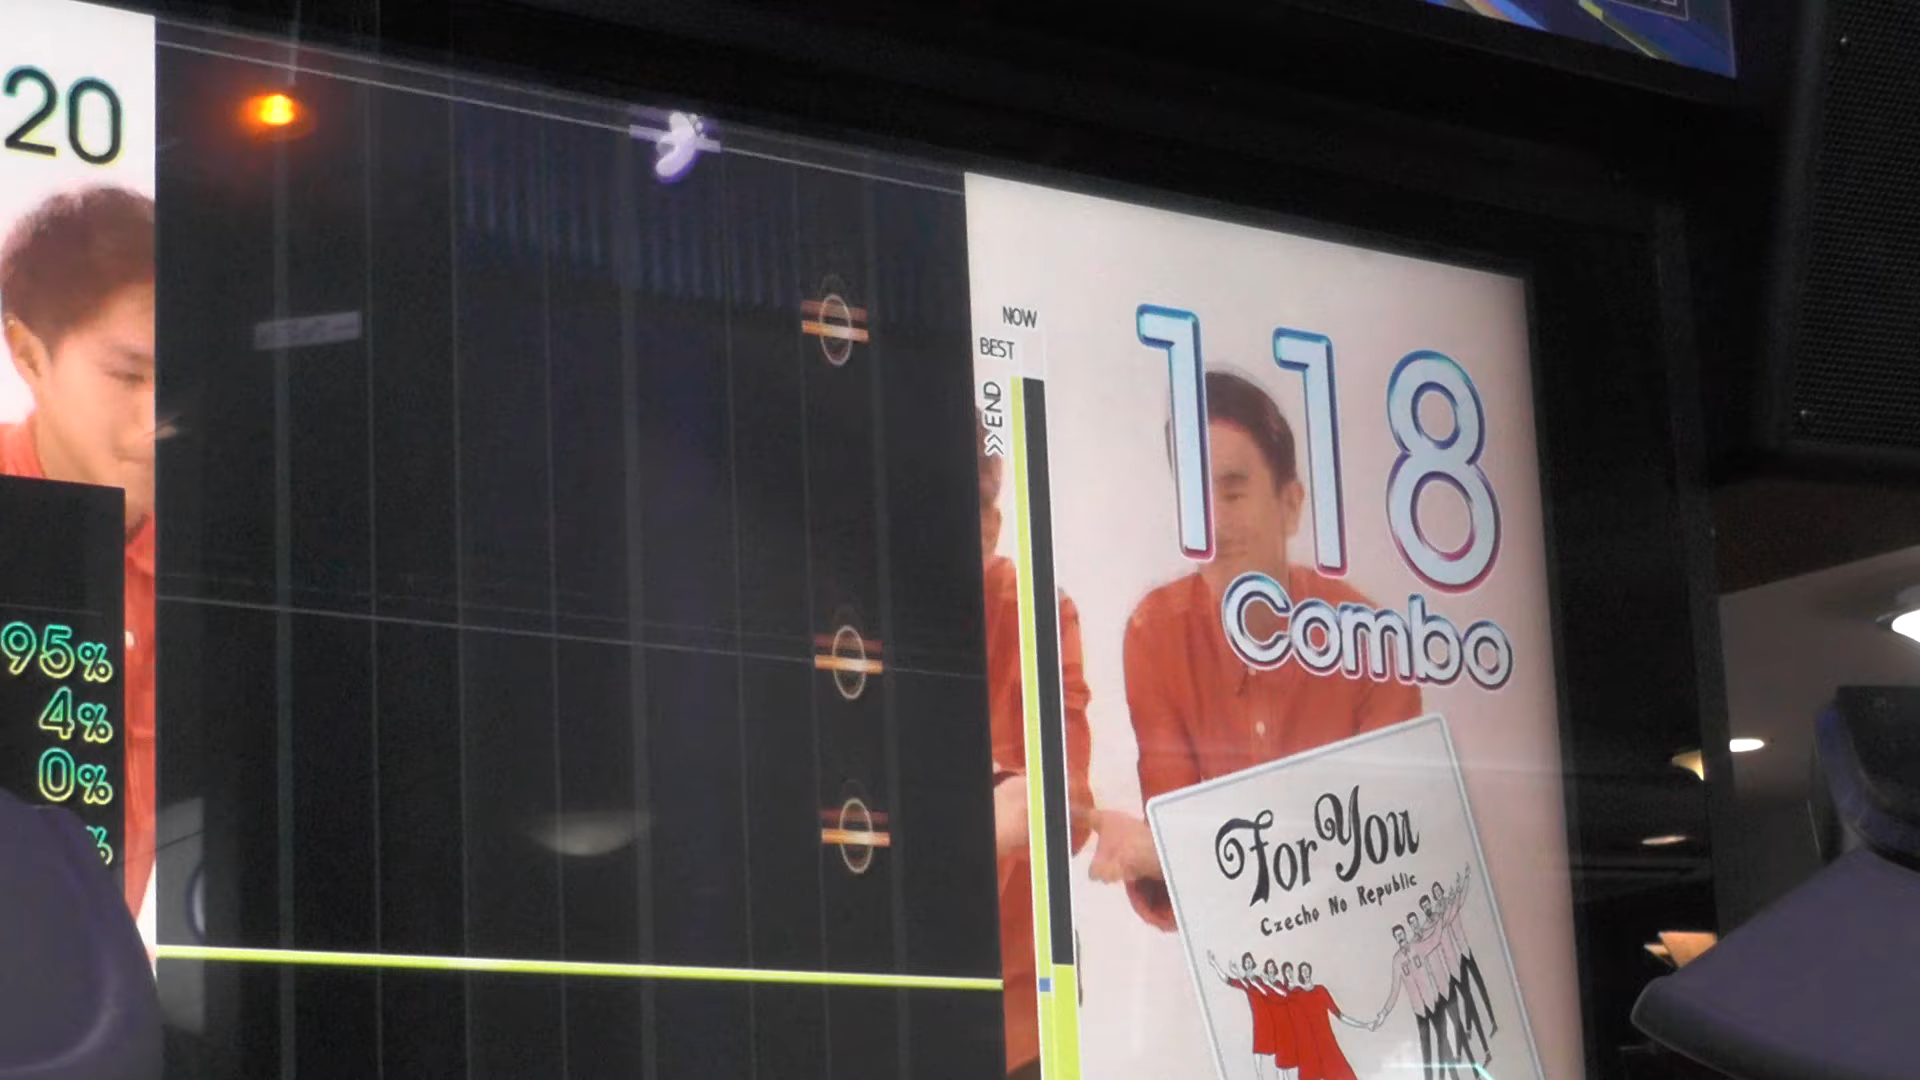 20
95%
4%
0%
%
NOW
BEST
>>END
118
Combo
For You
Czecho No Republic